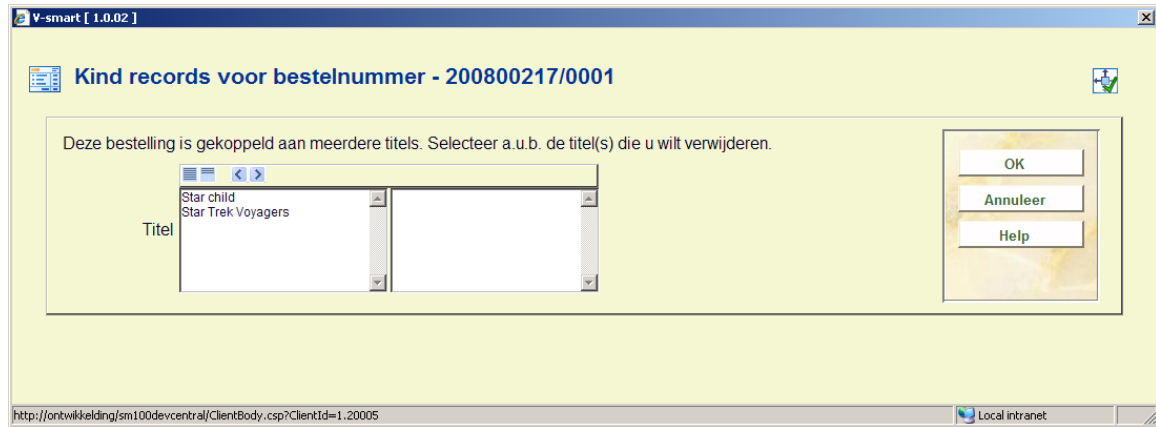 V-smart [ 1.0.02 ]
Kind records voor bestelnummer - 200800217/0001
Deze bestelling is gekoppeld aan meerdere titels. Selecteer a.u.b. de titel(s) die u wilt verwijderen.
Titel
Star child
Star Trek Voyagers
OK
Annuleer
Help
http://ontwikkelding/sm100devcentral/ClientBody.csp?ClientId=1.20005
Local intranet